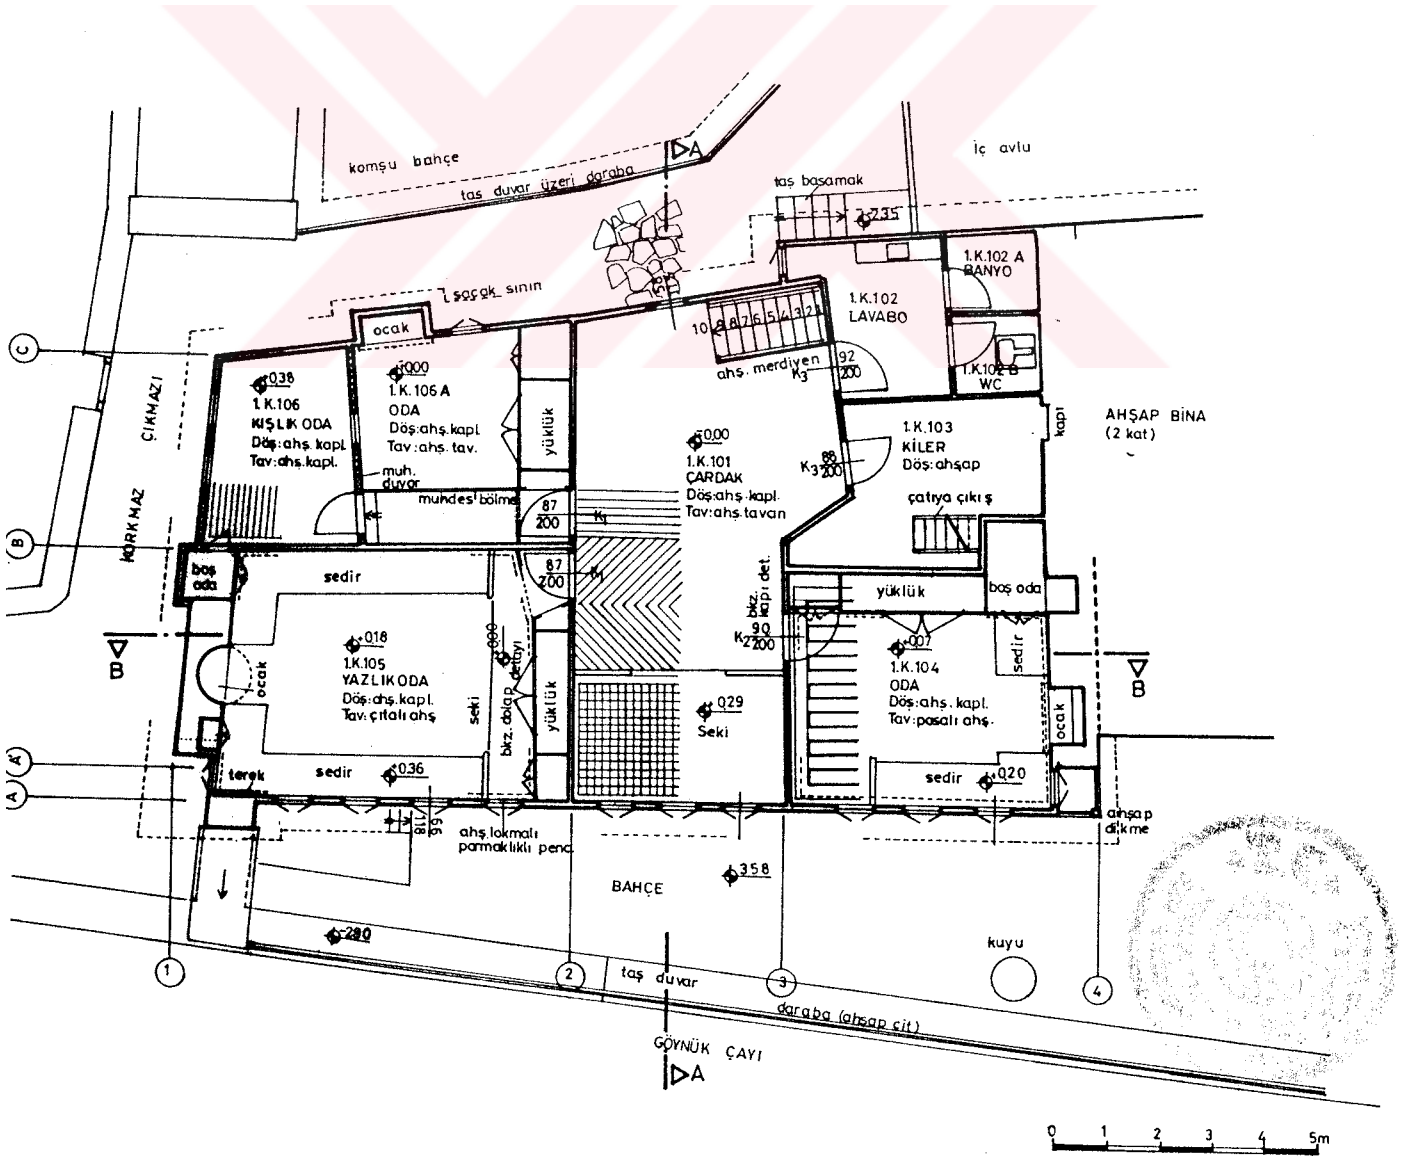 komşu bahçe
taş duvar üzeri daraba
A
iç avlu
taş basamak
-2.35
saçak sınırı
1.K.102 A
BANYO
1.K.102
LAVABO
ocak
10 9 8 7 6 5 4 3 2 1
ahş. merdiven
K3
92
200
1.K.102 B
WC
C
+0.38
1.K.106
KIŞLIK ODA
Döş:ahş. kapl.
Tav:ahş. kapl.
±0.00
1.K.106 A
ODA
Döş:ahş. kapl.
Tav: ahş. tav.
yüklük
muh.
duvar
muhdes bölme
87
200
K1
±0.00
1.K.101
ÇARDAK
Döş:ahş. kapl.
Tav:ahş. tavan
K3
88
200
1.K.103
KİLER
Döş: ahşap
çatıya çıkış
kapı
AHŞAP BİNA
(2 kat)
KORKMAZ ÇIKMAZI
B
boş
oda
sedir
87
200
K1
bkz. kapı det.
yüklük
boş oda
K2
90
200
B
+0.18
1.K.105
YAZLIK ODA
Döş:ahş. kapl.
Tav: çıtalı ahş
ocak
seki
±0.00
bkz. dolap detayı
yüklük
+0.29
Seki
+0.07
1.K.104
ODA
Döş:ahş. kapl.
Tav:pasalı ahş.
sedir
ocak
B
A'
A
terek
sedir
+0.36
sedir
+0.20
ahşap
dikme
ahş. lokmalı
parmaklıklı penc.
-3.58
BAHÇE
-2.90
kuyu
1
2
3
4
taş duvar
daraba (ahşap çit)
GÖYNÜK ÇAYI
A
0 1 2 3 4 5m